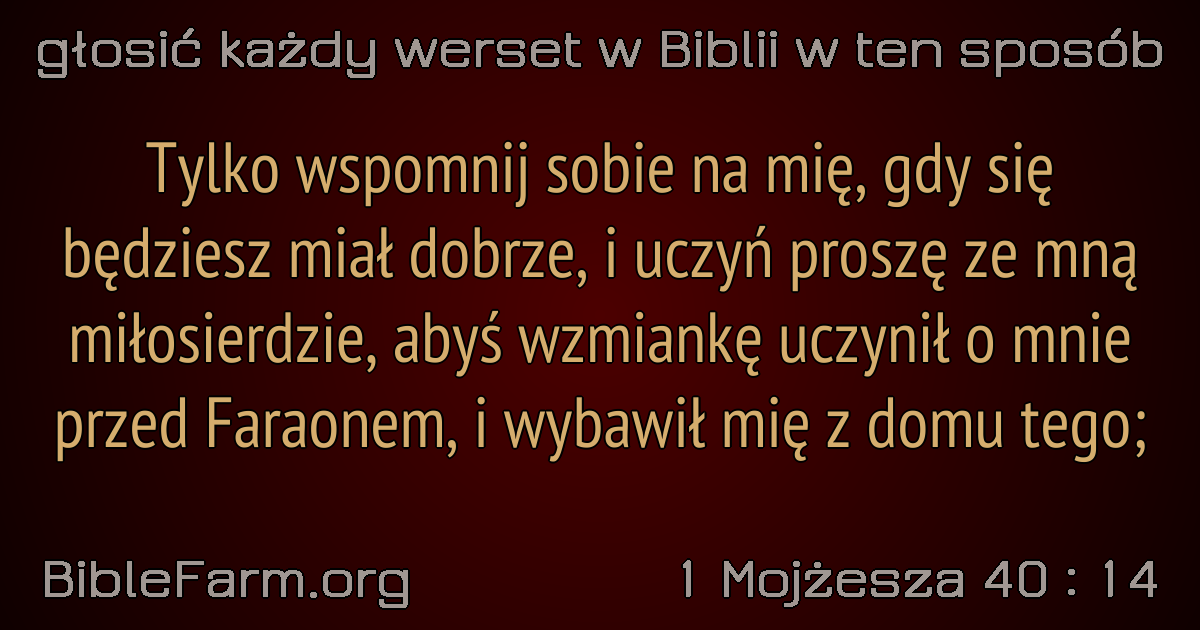 głosić każdy werset w Biblii w ten sposób
Tylko wspomnij sobie na mię, gdy się
będziesz miał dobrze, i uczyń proszę ze mną
miłosierdzie, abyś wzmiankę uczynił o mnie
przed Faraonem, i wybawił mię z domu tego;
BibleFarm.org
1 Mojżesza 40 : 14